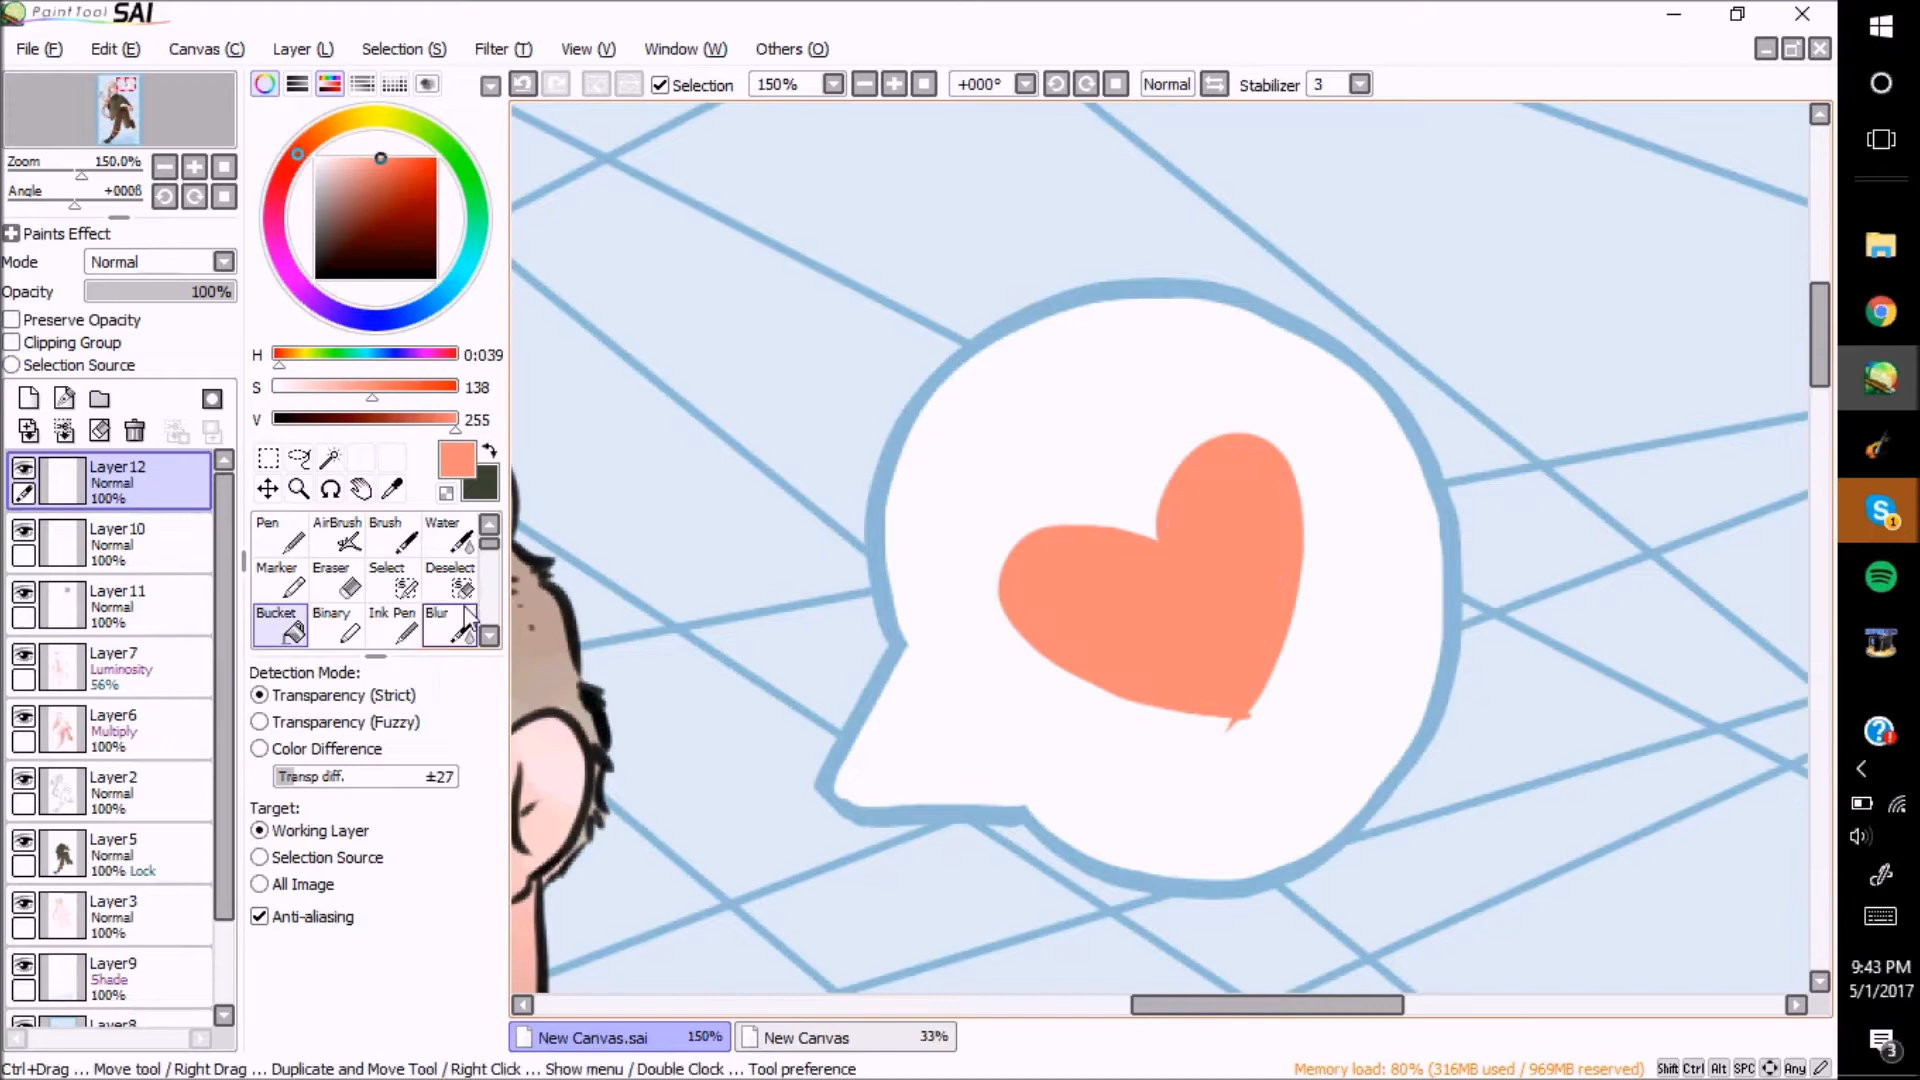 PaintTool SAI
File (F) Edit (E) Canvas (C) Layer (L) Selection (S) Filter (T) View (V) Window (W) Others (O)
Selection 150% +000° Normal Stabilizer 3
Zoom 150.0%
Angle +000ß
Paints Effect
Mode Normal
Opacity 100%
Preserve Opacity
Clipping Group
Selection Source
Layer12
Normal
100%
Layer10
Normal
100%
Layer11
Normal
100%
Layer7
Luminosity
56%
Layer6
Multiply
100%
Layer2
Normal
100%
Layer5
Normal
100% Lock
Layer3
Normal
100%
Layer9
Shade
100%
Layer8
H 0:039
S 138
V 255
Pen AirBrush Brush Water
Marker Eraser Select Deselect
Bucket Binary Ink Pen Blur
Detection Mode:
Transparency (Strict)
Transparency (Fuzzy)
Color Difference
Transp diff. ±27
Target:
Working Layer
Selection Source
All Image
Anti-aliasing
New Canvas.sai 150% New Canvas 33%
Ctrl+Drag ... Move tool / Right Drag ... Duplicate and Move Tool / Right Click ... Show menu / Double Clock ... Tool preference
Memory load: 80% (316MB used / 969MB reserved)
Shift Ctrl Alt SPC Any
S
1
9:43 PM
5/1/2017
3